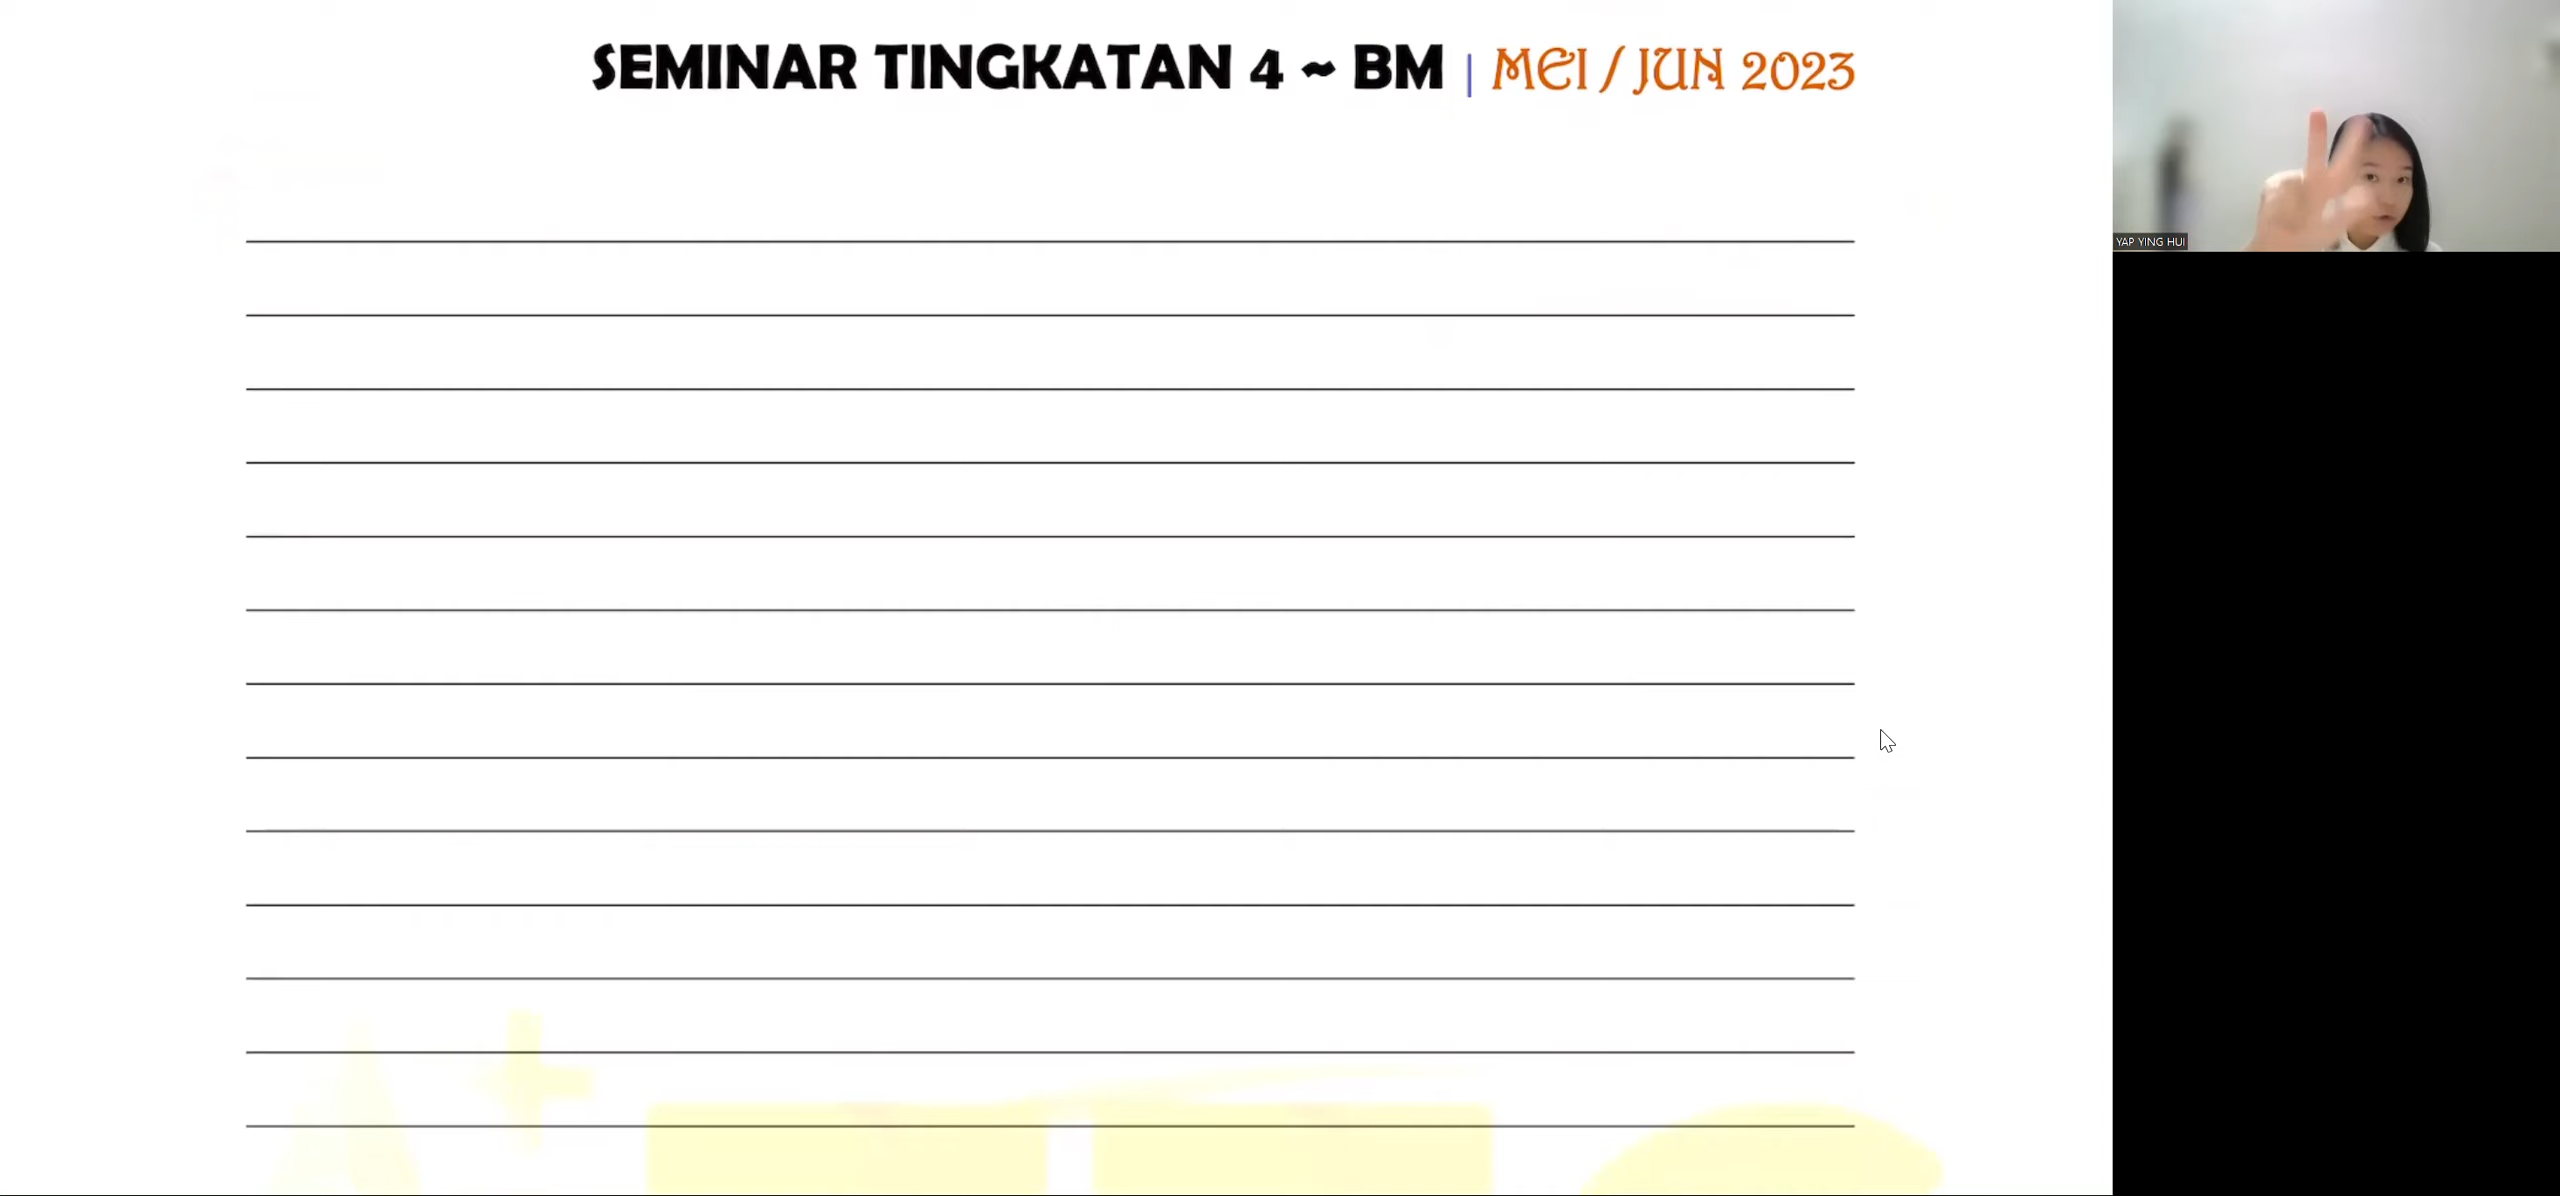 SEMINAR TINGKATAN 4 ~ BM | MEI / JUN 2023
YAP YING HUI